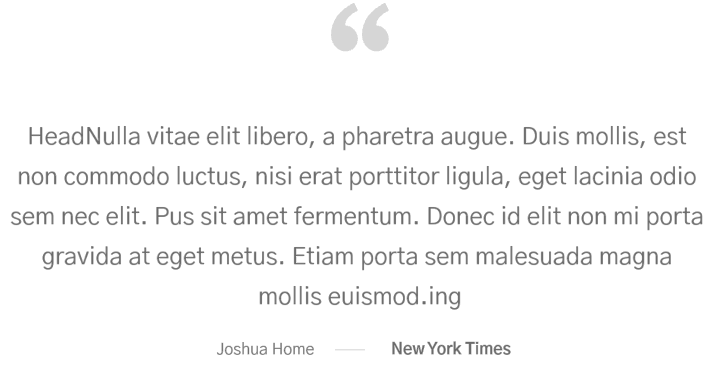 “
HeadNulla vitae elit libero, a pharetra augue. Duis mollis, est
non commodo luctus, nisi erat porttitor ligula, eget lacinia odio
sem nec elit. Pus sit amet fermentum. Donec id elit non mi porta
gravida at eget metus. Etiam porta sem malesuada magna
mollis euismod.ing
Joshua Home — New York Times